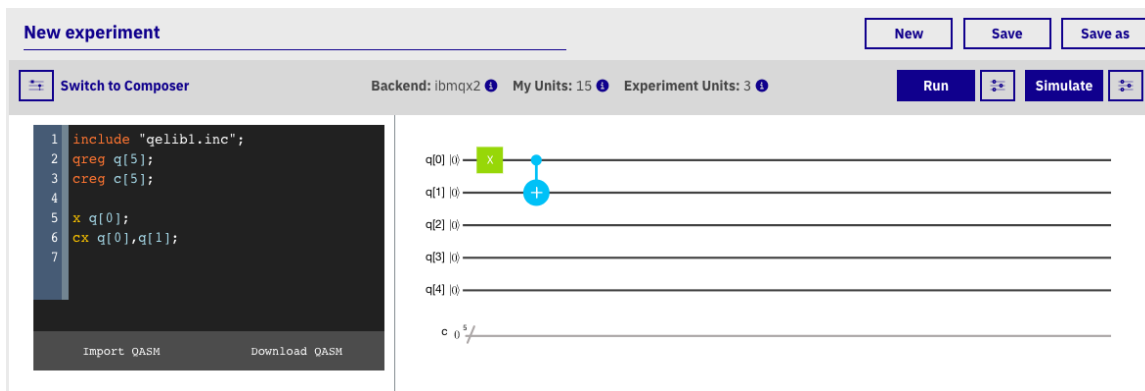 New experiment
New Save Save as
Switch to Composer Backend: ibmqx2 My Units: 15 Experiment Units: 3 Run Simulate
1 include "qelib1.inc";
2 qreg q[5];
3 creg c[5];
4
5 x q[0];
6 cx q[0],q[1];
7
Import QASM Download QASM
q[0] |0⟩ X +
q[1] |0⟩
q[2] |0⟩
q[3] |0⟩
q[4] |0⟩
c 0 5